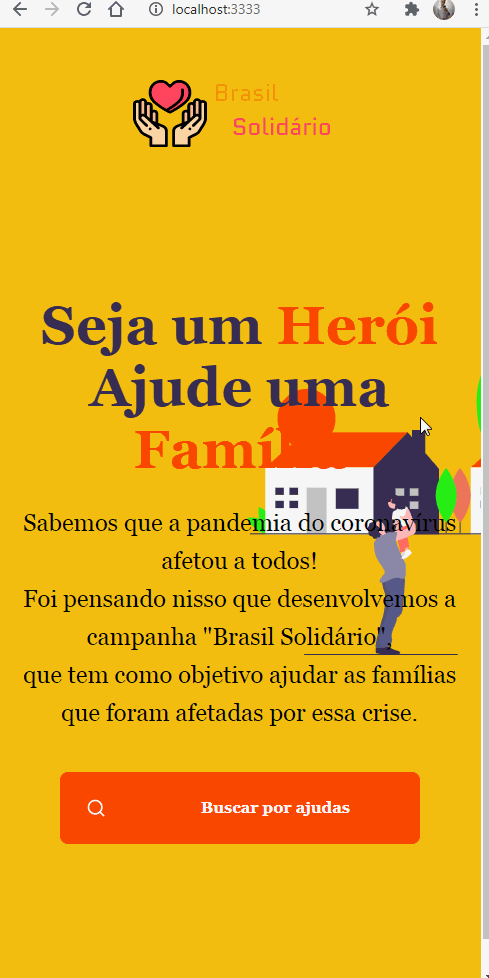 localhost:3333
Brasil
Solidário
Seja um Herói
Ajude uma
Família
Sabemos que a pandemia do coronavírus
afetou a todos!
Foi pensando nisso que desenvolvemos a
campanha "Brasil Solidário",
que tem como objetivo ajudar as famílias
que foram afetadas por essa crise.
Buscar por ajudas